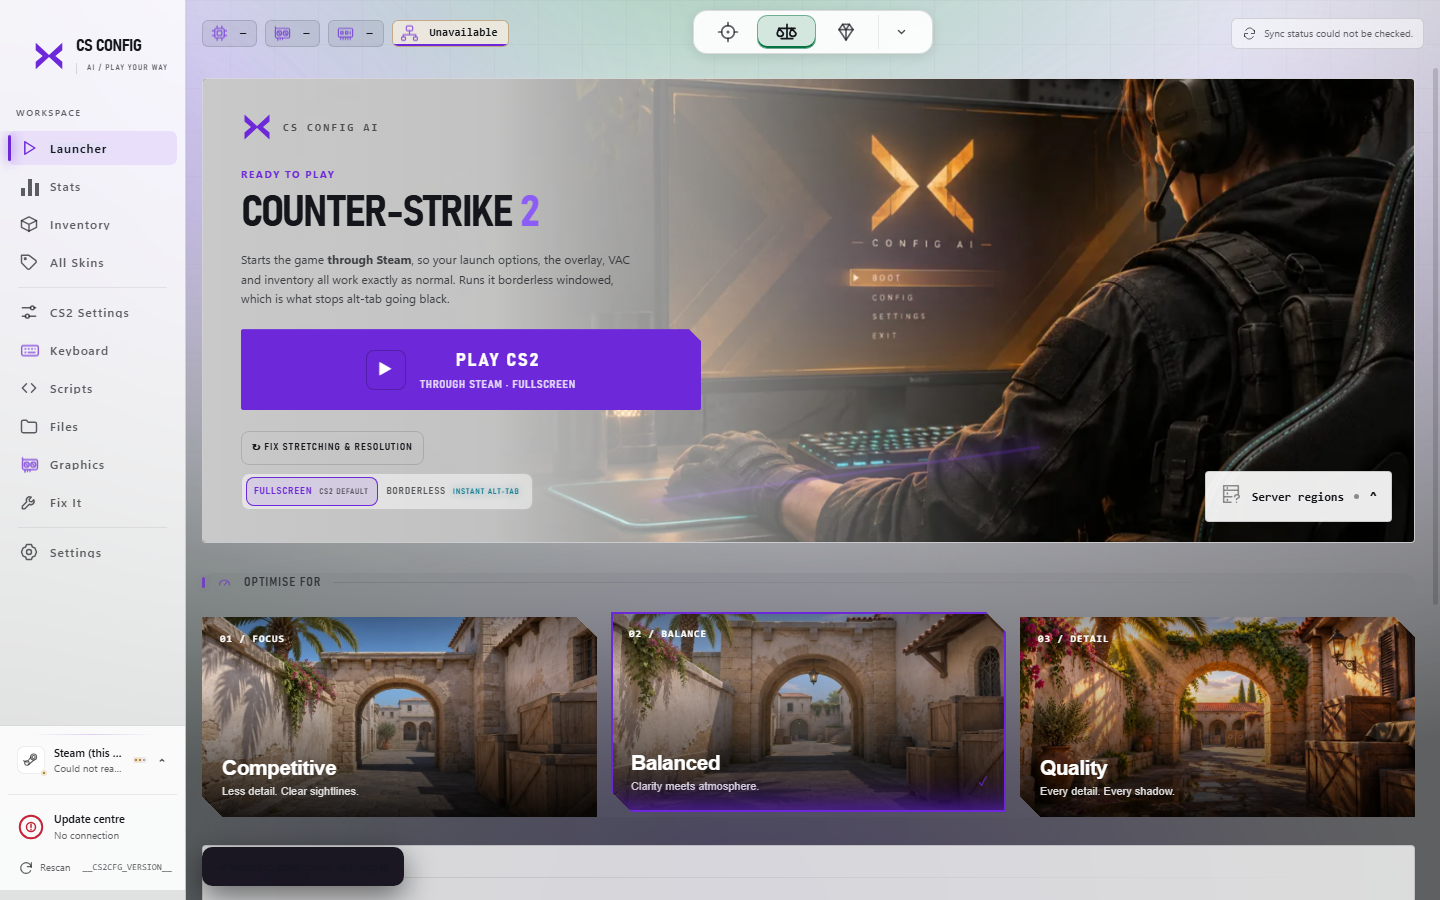 CS CONFIG
AI / PLAY YOUR WAY
WORKSPACE
Launcher
Stats
Inventory
All Skins
CS2 Settings
Keyboard
Scripts
Files
Graphics
Fix It
Settings
Steam (this ...
Could not rea...
Update centre
No connection
Rescan
__CS2CFG_VERSION__
–
–
–
Unavailable
Sync status could not be checked.
CS CONFIG AI
READY TO PLAY
COUNTER-STRIKE 2
Starts the game through Steam, so your launch options, the overlay, VAC
and inventory all work exactly as normal. Runs it borderless windowed,
which is what stops alt-tab going black.
PLAY CS2
THROUGH STEAM · FULLSCREEN
↻ FIX STRETCHING & RESOLUTION
FULLSCREEN CS2 DEFAULT BORDERLESS INSTANT ALT-TAB
— CONFIG AI —
BOOT
CONFIG
SETTINGS
EXIT
Server regions
OPTIMISE FOR
01 / FOCUS
Competitive
Less detail. Clear sightlines.
02 / BALANCE
Balanced
Clarity meets atmosphere.
03 / DETAIL
Quality
Every detail. Every shadow.